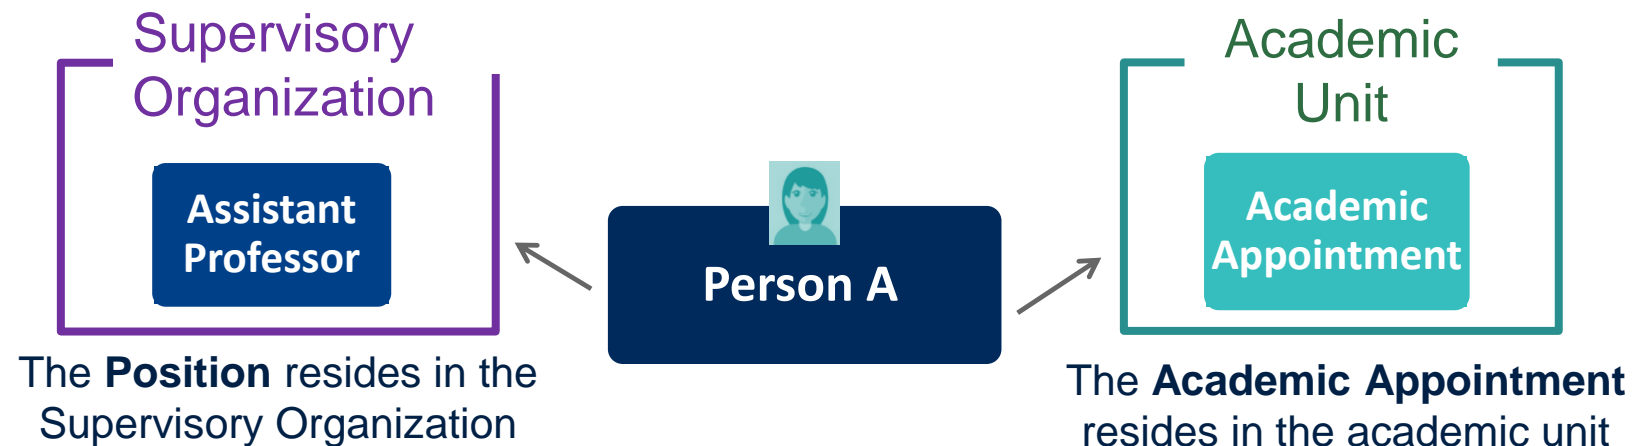 Supervisory
Organization
Assistant
Professor
The Position resides in the
Supervisory Organization
Person A
Academic
Unit
Academic
Appointment
The Academic Appointment
resides in the academic unit